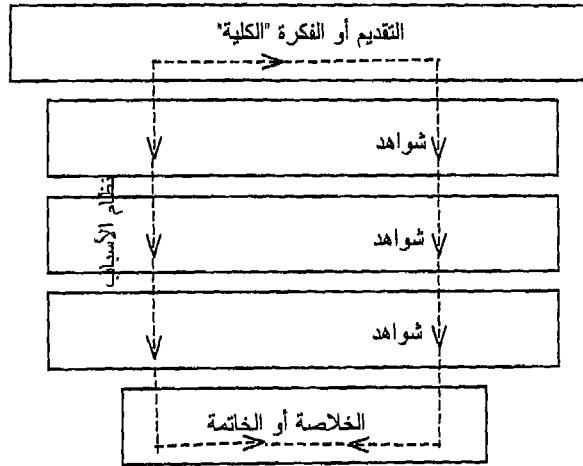 التقديم أو الفكرة "الكلية"
شواهد
نظام الأسباب
شواهد
شواهد
الخلاصة أو الخاتمة